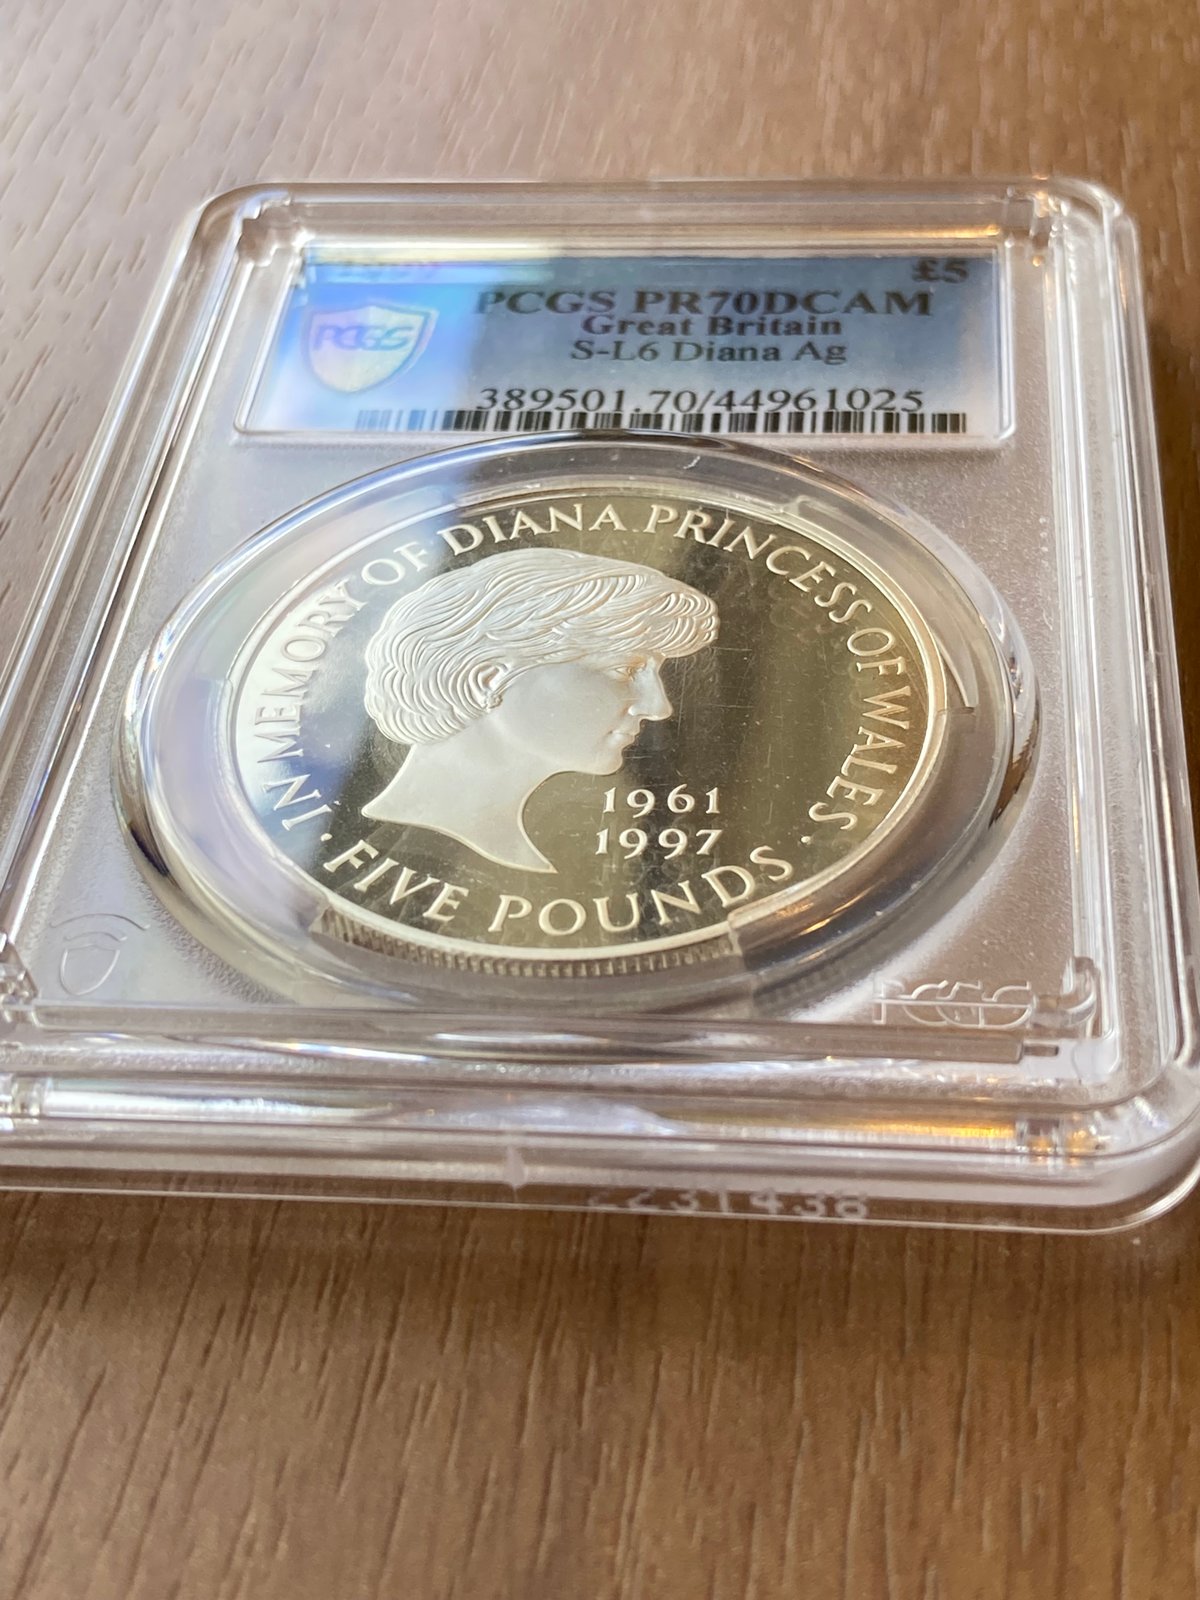 £5
PCGS PR70DCAM
Great Britain
PCGS
S-L6 Diana Ag
389501.70/44961025
IN MEMORY OF DIANA PRINCESS OF WALES
1961
1997
· FIVE POUNDS ·
PCGS